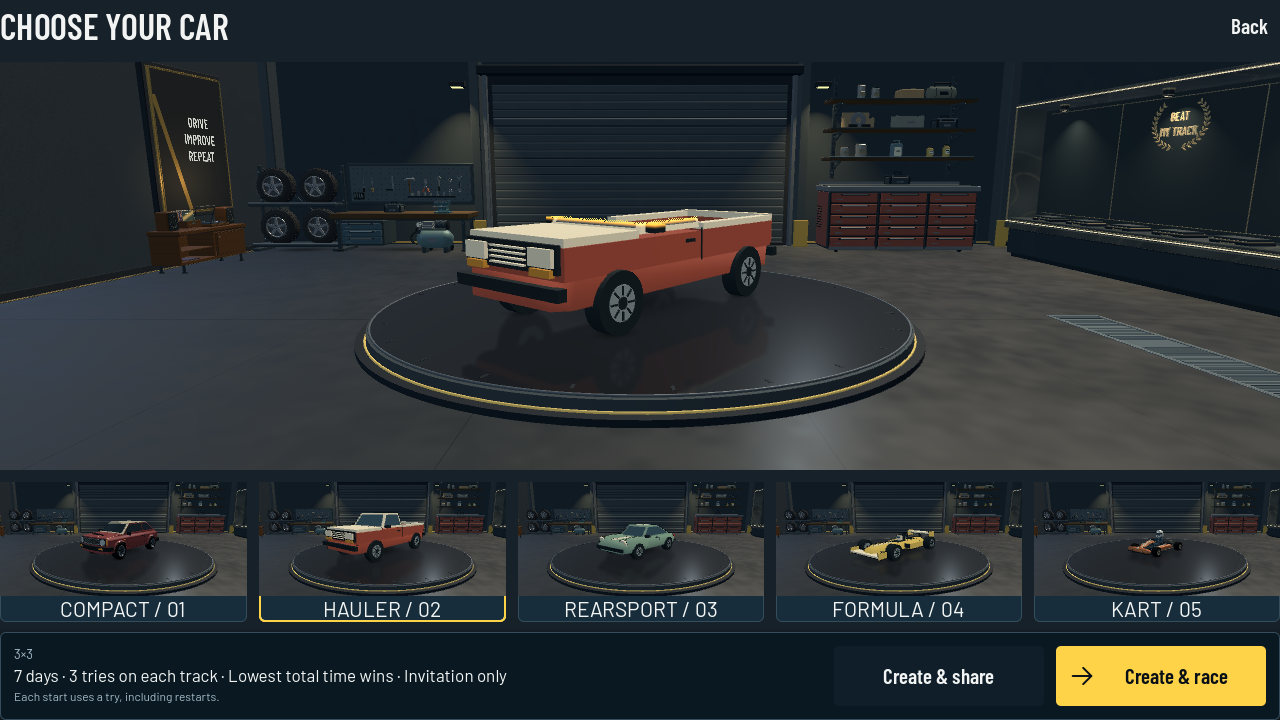 CHOOSE YOUR CAR
Back
DRIVE
IMPROVE
REPEAT
BEAT
MY TRACK
COMPACT / 01
HAULER / 02
REARSPORT / 03
FORMULA / 04
KART / 05
3×3
7 days · 3 tries on each track · Lowest total time wins · Invitation only
Each start uses a try, including restarts.
Create & share
→ Create & race